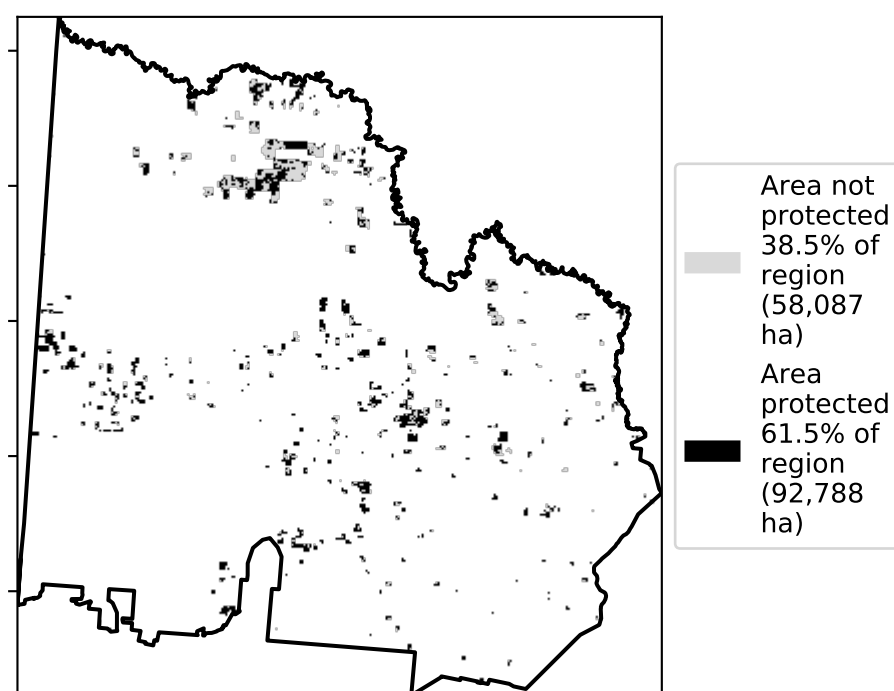 Area not
protected
38.5% of
region
(58,087
ha)
Area
protected
61.5% of
region
(92,788
ha)